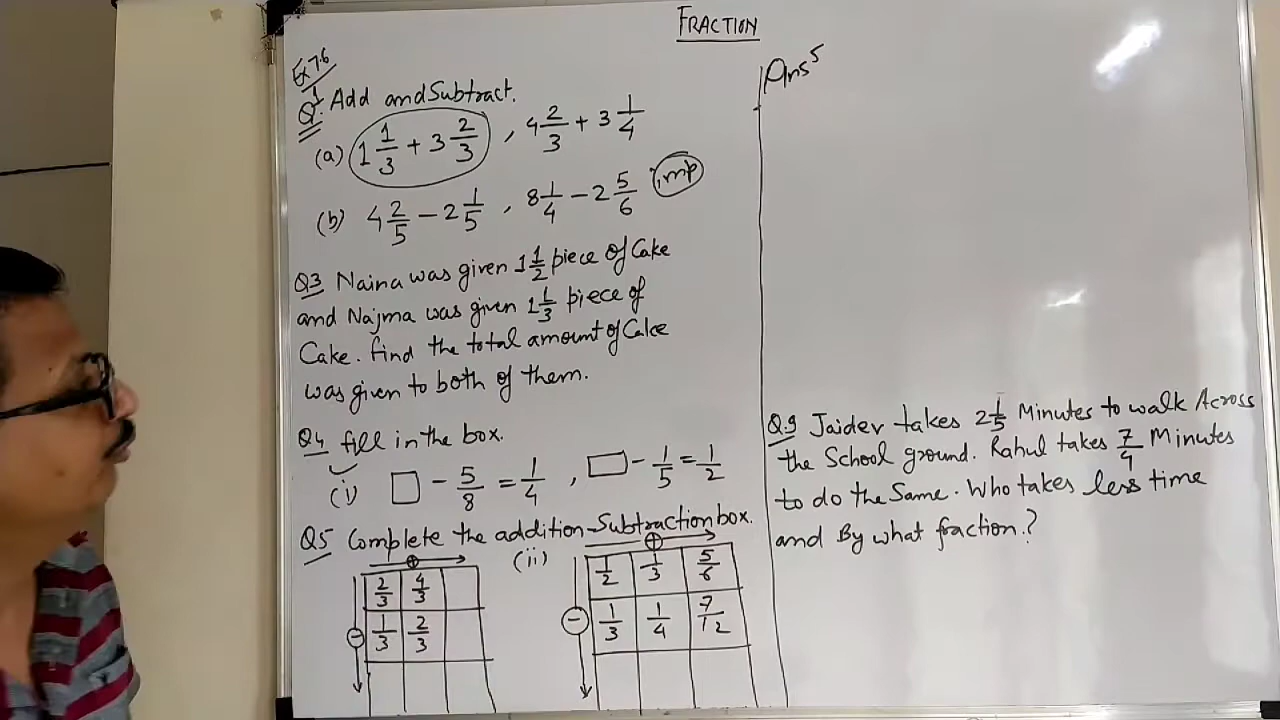 FRACTION
Ex 7.6
Q1. Add and Subtract.
(a) 1 1/3 + 3 2/3 , 4 2/3 + 3 1/4
(b) 4 2/5 - 2 1/5 , 8 1/4 - 2 5/6 imp
Q3 Naina was given 1 1/2 piece of Cake
and Najma was given 1 1/3 piece of
Cake. find the total amount of Cake
was given to both of them.
Q4 fill in the box.
(i) □ - 5/8 = 1/4 , □ - 1/5 = 1/2
Q5 Complete the addition-Subtraction box.
(ii)
+ +
2/3 4/3
- 1/3 2/3
1/2 1/3 5/6
- 1/3 1/4 7/12
Ans 5
Q9 Jaidev takes 2 1/5 Minutes to walk Across
the School ground. Rahul takes 7/4 Minutes
to do the Same. Who takes less time
and By what fraction.?